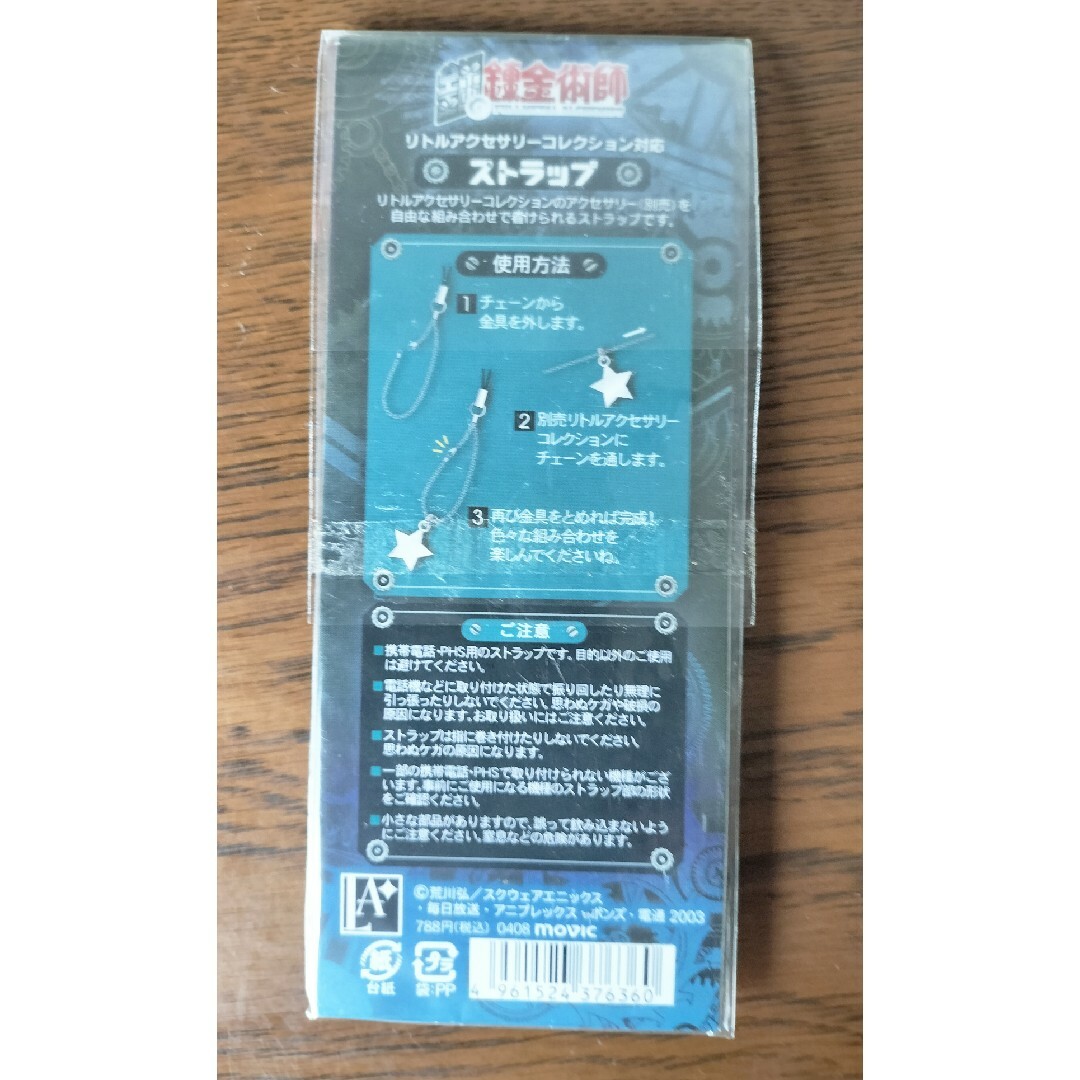 鋼の錬金術師
リトルアクセサリーコレクション対応
ストラップ
リトルアクセサリーコレクションのアクセサリー(別売)を
自由な組み合わせで着けられるストラップです。
使用方法
1 チェーンから
金具を外します。
2 別売リトルアクセサリー
コレクションに
チェーンを通します。
3 再び金具をとめれば完成!
色々な組み合わせを
楽しんでくださいね。
ご注意
■携帯電話・PHS用のストラップです。目的以外のご使用
は避けてください。
■電話機などに取り付けた状態で振り回したり無理に
引っ張ったりしないでください。思わぬケガや破損の
原因になります。お取り扱いにはご注意ください。
■ストラップは指に巻き付けたりしないでください。
思わぬケガの原因になります。
■一部の携帯電話・PHSで取り付けられない機種がござ
います。事前にご使用になる機種のストラップ部の形状
をご確認ください。
■小さな部品がありますので、誤って飲み込まないよう
にご注意ください。窒息などの危険があります。
LA
©荒川弘/スクウェアエニックス
・毎日放送・アニプレックス・ボンズ・電通 2003
788円(税込) 0408 movic
紙 プラ
台紙 袋:PP
4 961524 376360